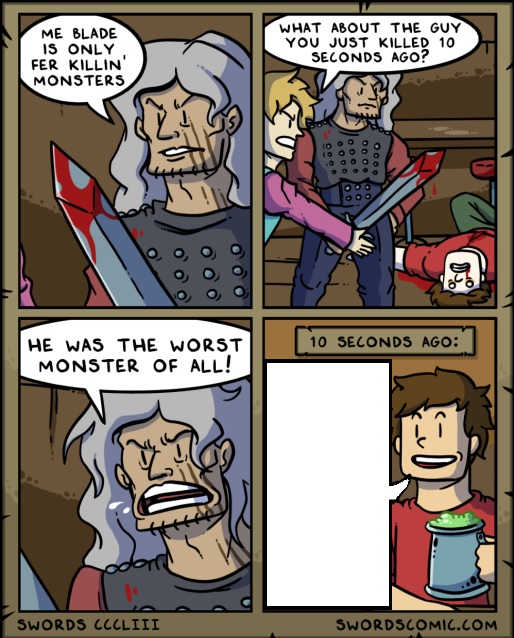 ME BLADE
IS ONLY
FER KILLIN'
MONSTERS
WHAT ABOUT THE GUY
YOU JUST KILLED 10
SECONDS AGO?
HE WAS THE WORST
MONSTER OF ALL!
10 SECONDS AGO:
SWORDS CCCLIII
SWORDSCOMIC.COM